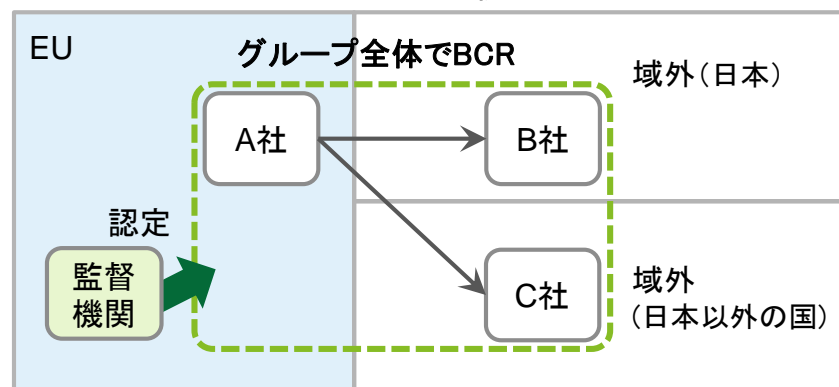 EU
グループ全体でBCR
域外(日本)
A社
B社
認定
監督
機関
C社
域外
(日本以外の国)